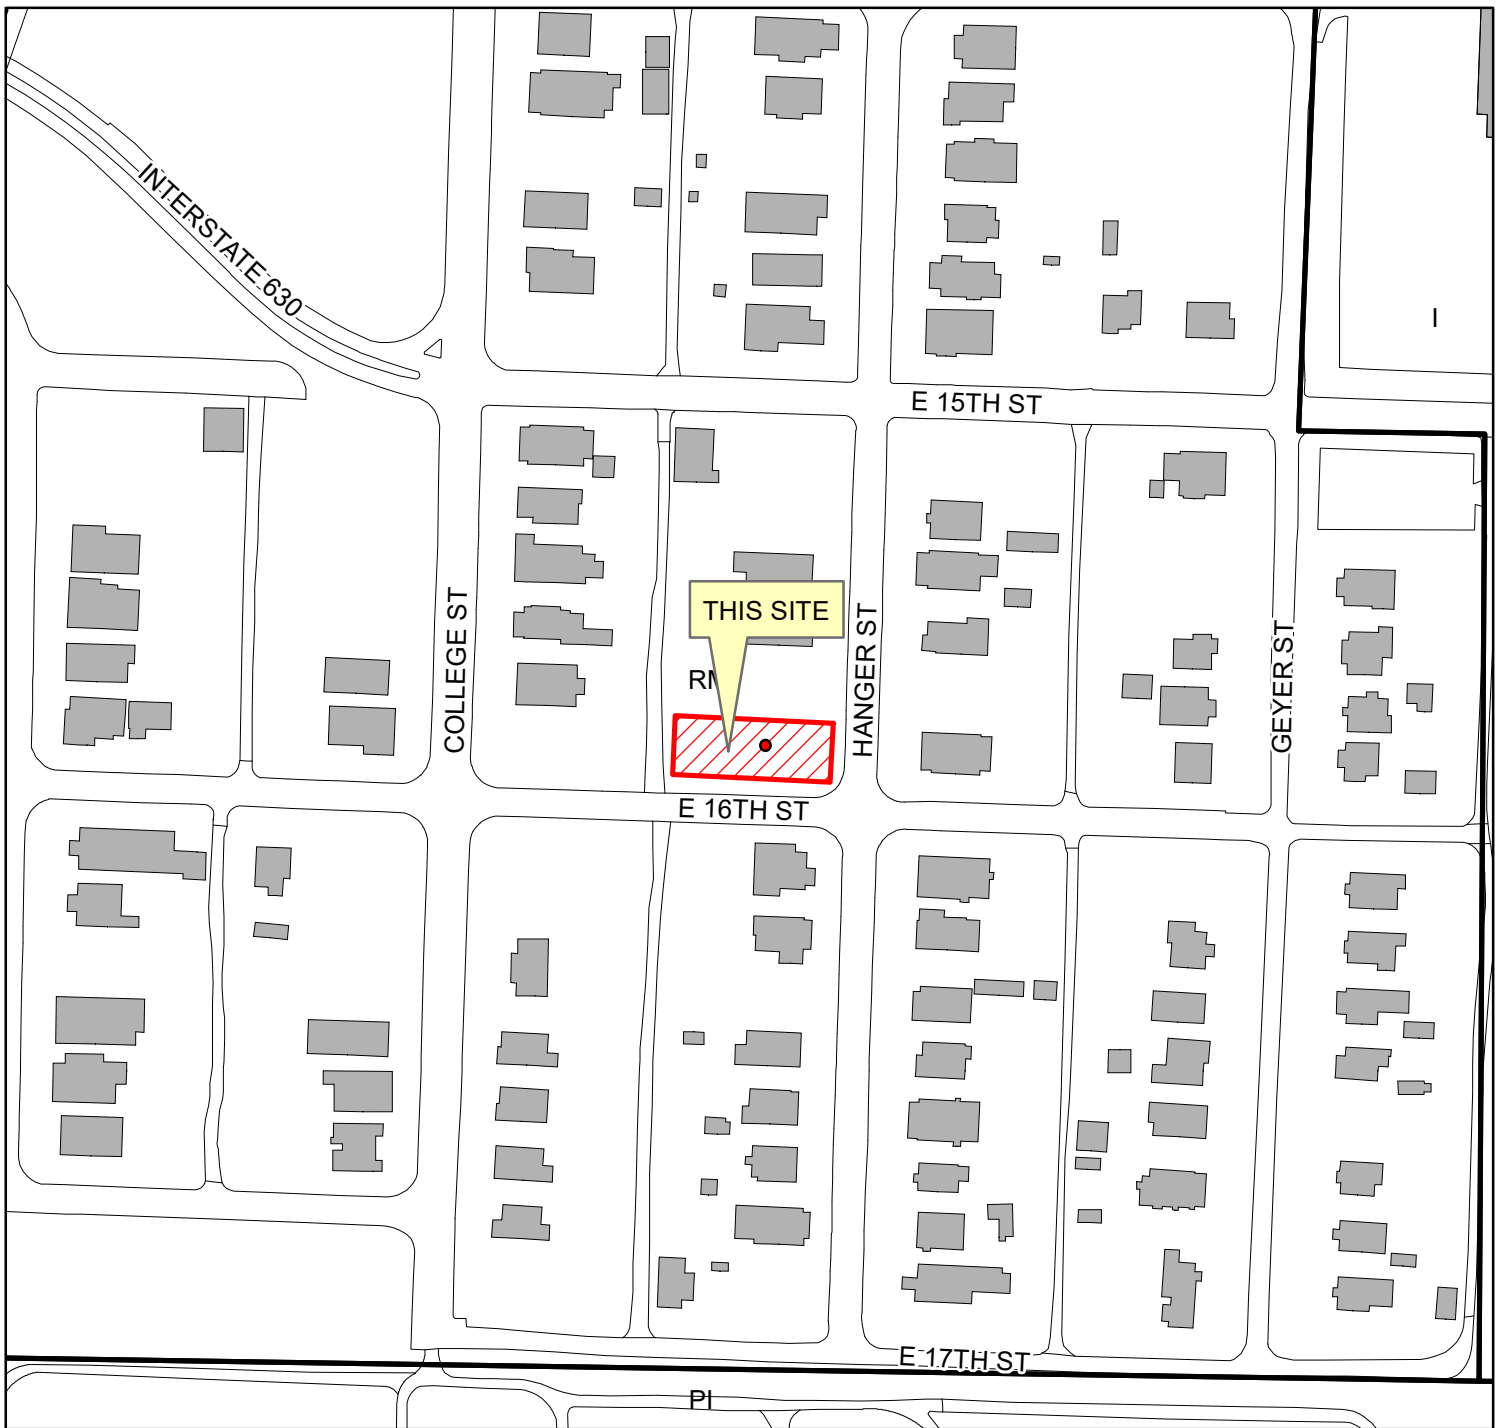 INTERSTATE 630
I
E 15TH ST
THIS SITE
COLLEGE ST
HANGER ST
GEYER ST
E 16TH ST
E 17TH ST
PI